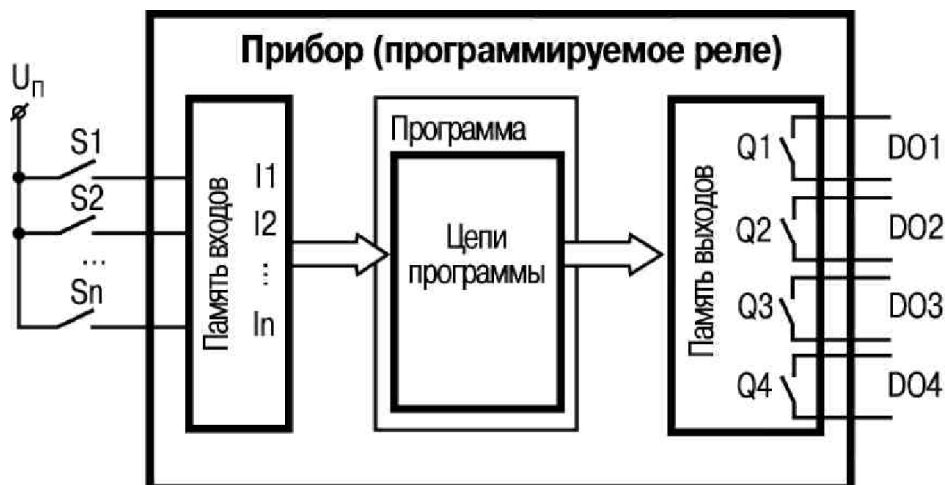 Прибор (программируемое реле)
Uп
S1
S2
...
Sn
Память входов
I1
I2
...
In
Программа
Цепи
программы
Память выходов
Q1
Q2
Q3
Q4
DO1
DO2
DO3
DO4